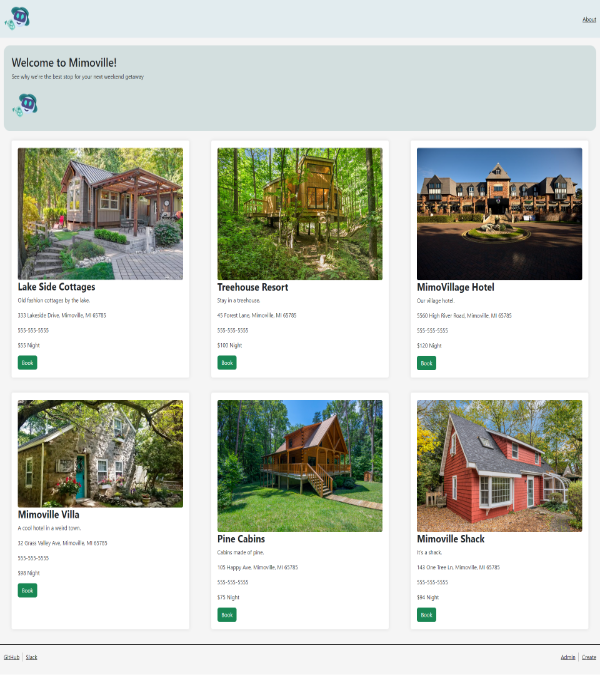 About
Welcome to Mimoville!
See why we're the best stop for your next weekend getaway
Lake Side Cottages
Old fashion cottages by the lake.
333 Lakeside Drive, Mimoville, MI 65785
555-555-5555
$55 Night
Book
Treehouse Resort
Stay in a treehouse.
45 Forest Lane, Mimoville, MI 65785
555-555-5555
$100 Night
Book
MimoVillage Hotel
Our village hotel.
5560 High River Road, Mimoville, MI 65785
555-555-5555
$120 Night
Book
Mimoville Villa
A cool hotel in a weird town.
32 Grass Valley Ave, Mimoville, MI 65785
555-555-5555
Night
Book
Pine Cabins
Cabins made of pine.
105 Happy Ave, Mimoville, MI 65785
555-555-5555
$75 Night
Book
Mimoville Shack
It's a shack.
143 One Tree Ln, Mimoville, MI 65785
555-555-5555
Night
Book
GitHub | Slack
Admin | Create